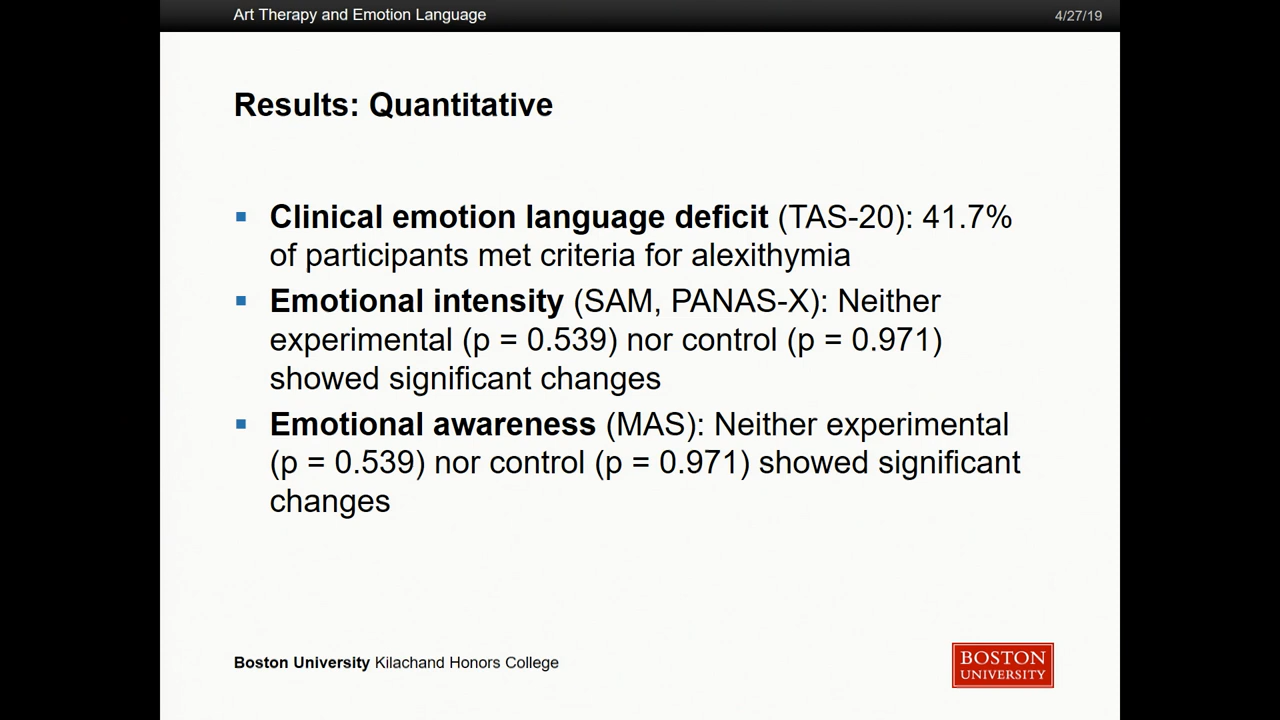 Art Therapy and Emotion Language
4/27/19
Results: Quantitative
▪ Clinical emotion language deficit (TAS-20): 41.7%
of participants met criteria for alexithymia
▪ Emotional intensity (SAM, PANAS-X): Neither
experimental (p = 0.539) nor control (p = 0.971)
showed significant changes
▪ Emotional awareness (MAS): Neither experimental
(p = 0.539) nor control (p = 0.971) showed significant
changes
Boston University Kilachand Honors College
BOSTON
UNIVERSITY